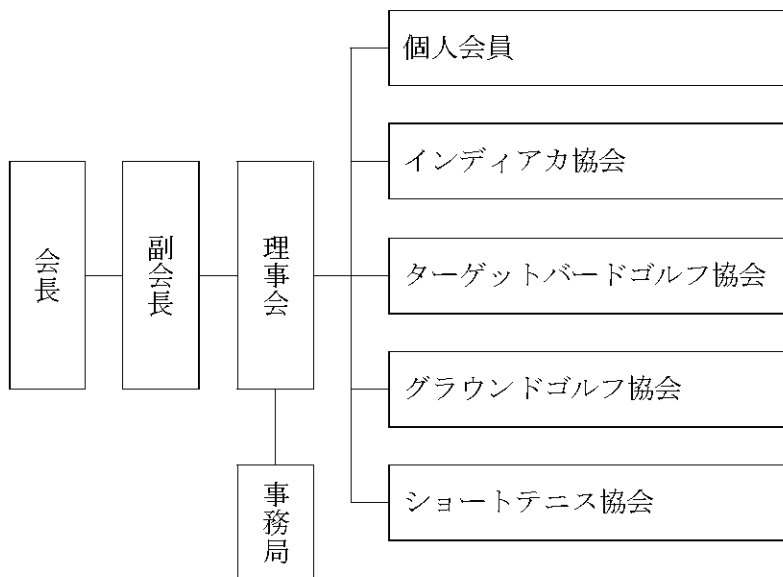 会長
副会長
理事会
事務局
個人会員
インディアカ協会
ターゲットバードゴルフ協会
グラウンドゴルフ協会
ショートテニス協会